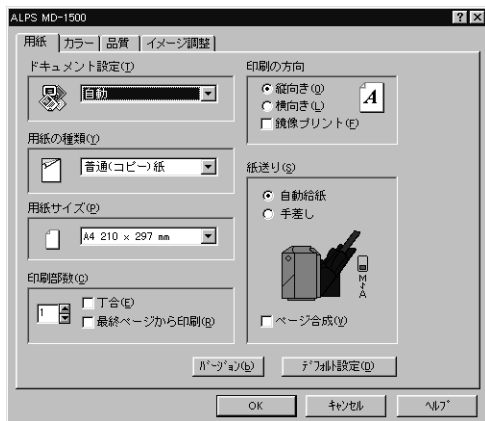 ALPS MD-1500
用紙 カラー 品質 イメージ調整
ドキュメント設定(T)
自動
用紙の種類(Y)
普通(コピー)紙
用紙サイズ(P)
A4 210 x 297 mm
印刷部数(C)
1
丁合(E)
最終ページから印刷(R)
印刷の方向
縦向き(O)
横向き(L)
A
鏡像プリント(F)
紙送り(S)
自動給紙
手差し
M
A
ページ合成(V)
ﾊﾞｰｼﾞｮﾝ(b) ﾃﾞﾌｫﾙﾄ設定(D)
OK ｷｬﾝｾﾙ ﾍﾙﾌﾟ